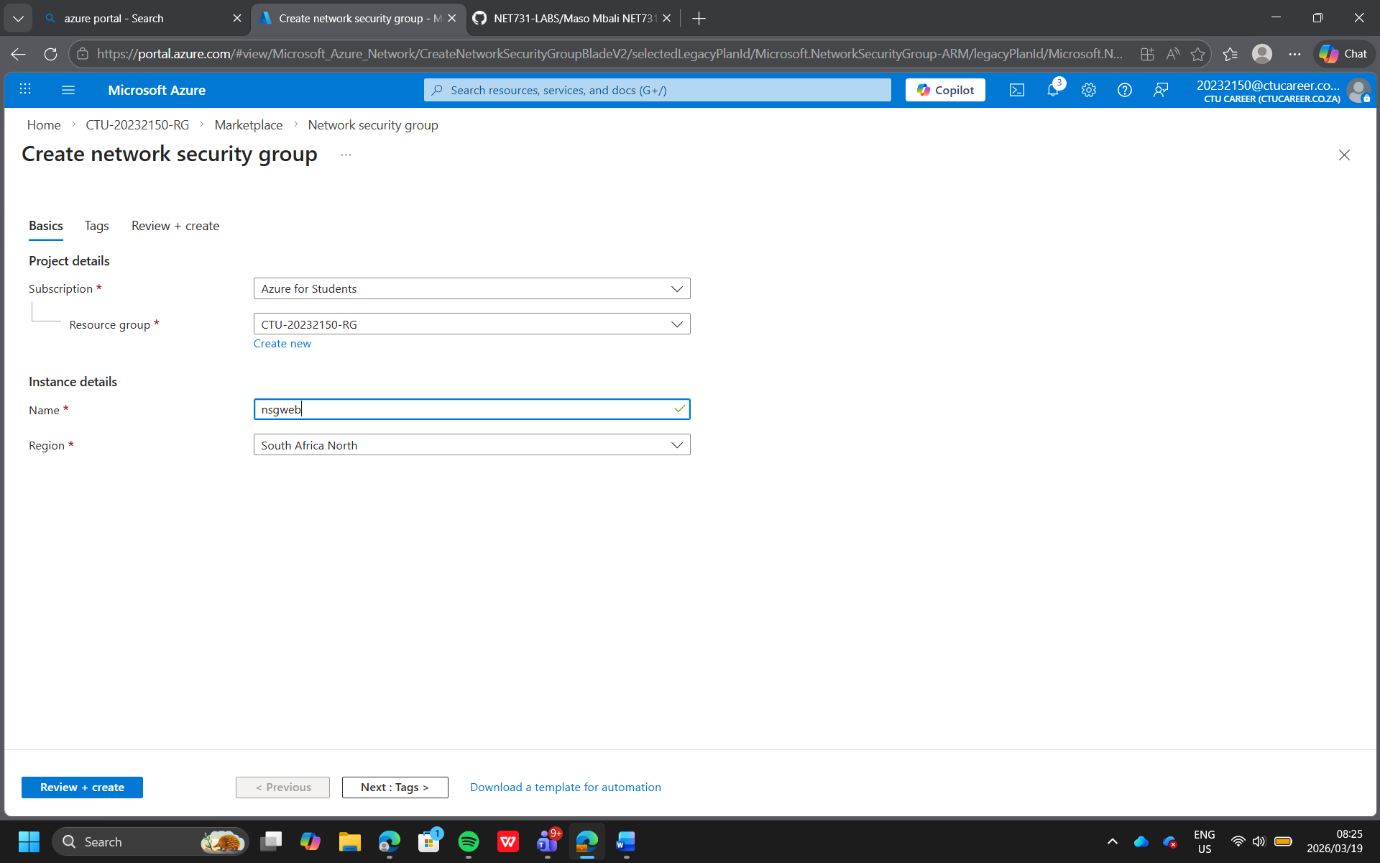 azure portal - Search
Create network security group - M
NET731-LABS/Maso Mbali NET731
https://portal.azure.com/#view/Microsoft_Azure_Network/CreateNetworkSecurityGroupBladeV2/selectedLegacyPlanId/Microsoft.NetworkSecurityGroup-ARM/legacyPlanId/Microsoft.N...
Chat
Microsoft Azure
Search resources, services, and docs (G+/)
Copilot
3
20232150@ctucareer.co...
CTU CAREER (CTUCAREER.CO.ZA)
Home > CTU-20232150-RG > Marketplace > Network security group
Create network security group ...
Basics Tags Review + create
Project details
Subscription * Azure for Students
Resource group * CTU-20232150-RG
Create new
Instance details
Name * nsgweb
Region * South Africa North
Review + create < Previous Next : Tags > Download a template for automation
Search
1
9+
ENG
US
08:25
2026/03/19